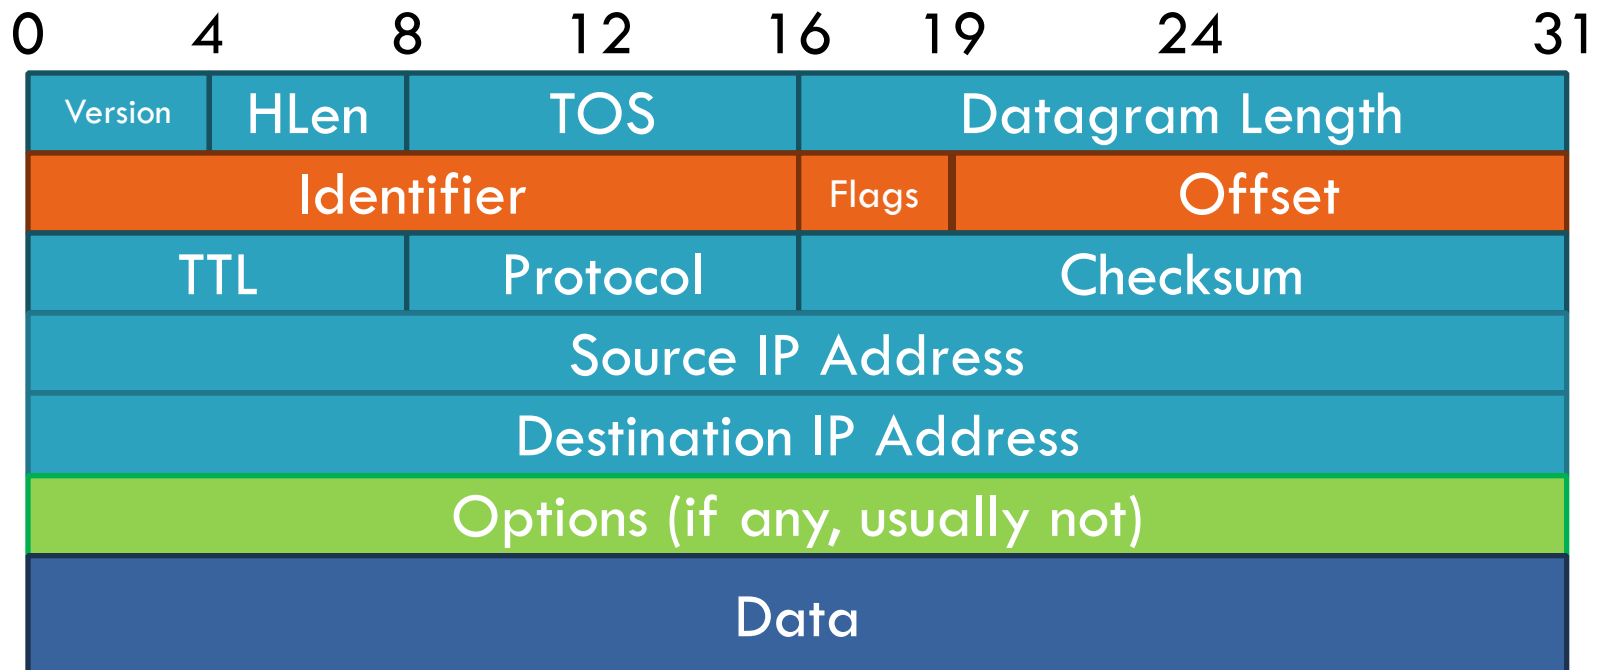 0 4 8 12 16 19 24 31
Version HLen TOS Datagram Length
Identifier Flags Offset
TTL Protocol Checksum
Source IP Address
Destination IP Address
Options (if any, usually not)
Data